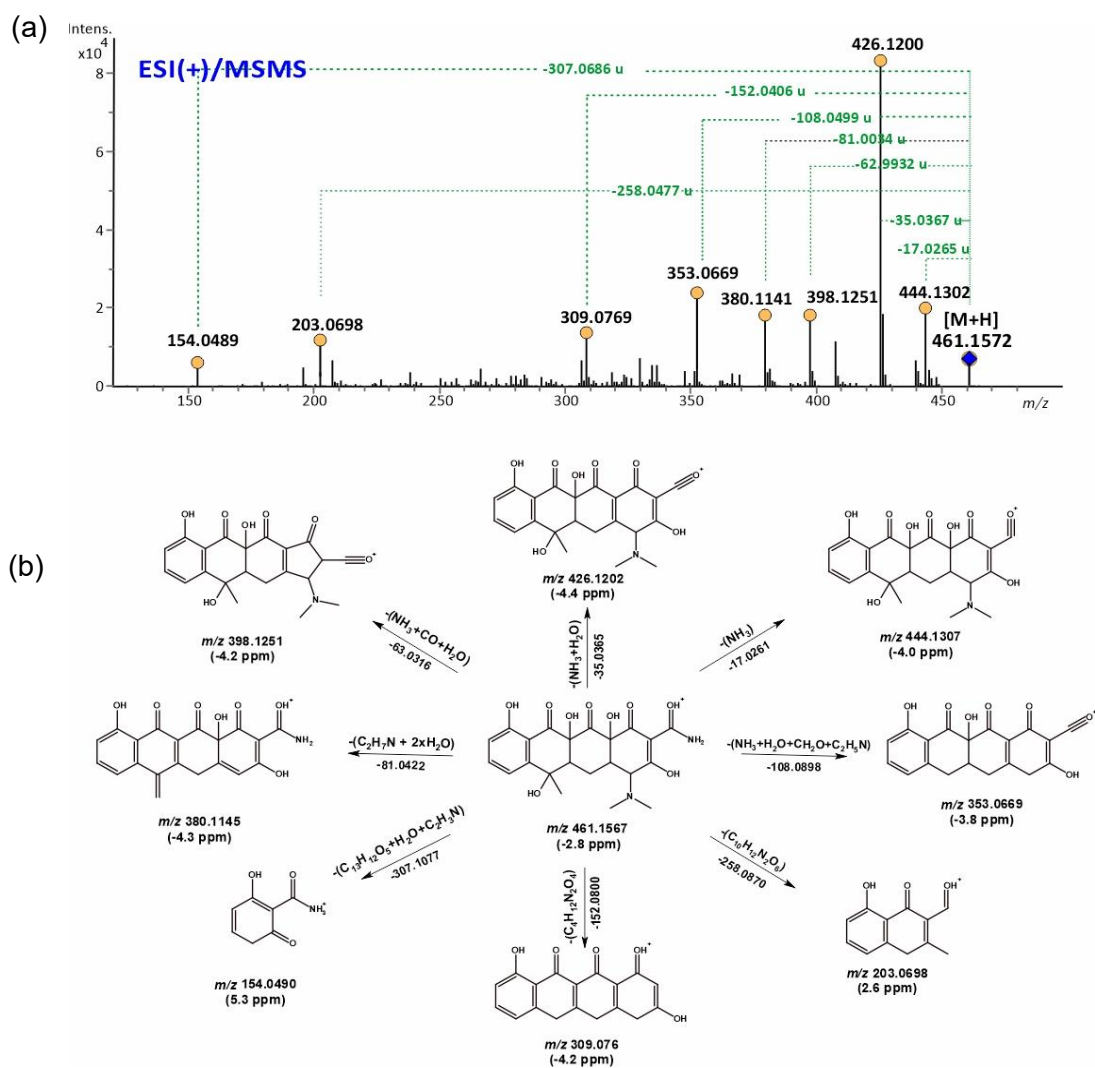 (a)
Intens.
x10 4
ESI(+)/MSMS
426.1200
-307.0686 u
-152.0406 u
-108.0499 u
-81.0034 u
-62.9932 u
-258.0477 u
-35.0367 u
-17.0265 u
8
6
4
2
0
353.0669
380.1141
398.1251
444.1302
[M+H]
461.1572
309.0769
203.0698
154.0489
150
200
250
300
350
400
450
m/z
(b)
m/z 398.1251
(-4.2 ppm)
m/z 426.1202
(-4.4 ppm)
m/z 444.1307
(-4.0 ppm)
-(NH3+CO+H2O)
-63.0316
-(NH3+H2O)
-35.0365
-(NH3)
-17.0261
m/z 380.1145
(-4.3 ppm)
-(C2H7N + 2xH2O)
-81.0422
m/z 461.1567
(-2.8 ppm)
-(NH3+H2O+CH2O+C2H5N)
-108.0898
m/z 353.0669
(-3.8 ppm)
-(C13H12O5+H2O+C2H3N)
-307.1077
-(C4H12N2O4)
-152.0800
-(C10H12N2O6)
-258.0870
m/z 154.0490
(5.3 ppm)
m/z 309.076
(-4.2 ppm)
m/z 203.0698
(2.6 ppm)